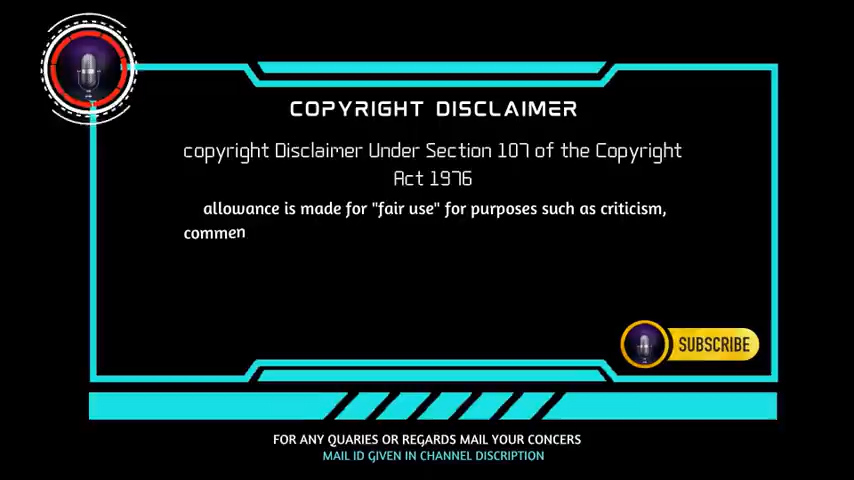 COPYRIGHT DISCLAIMER
copyright Disclaimer Under Section 107 of the Copyright
Act 1976
allowance is made for "fair use" for purposes such as criticism,
commen
SUBSCRIBE
FOR ANY QUARIES OR REGARDS MAIL YOUR CONCERS
MAIL ID GIVEN IN CHANNEL DISCRIPTION